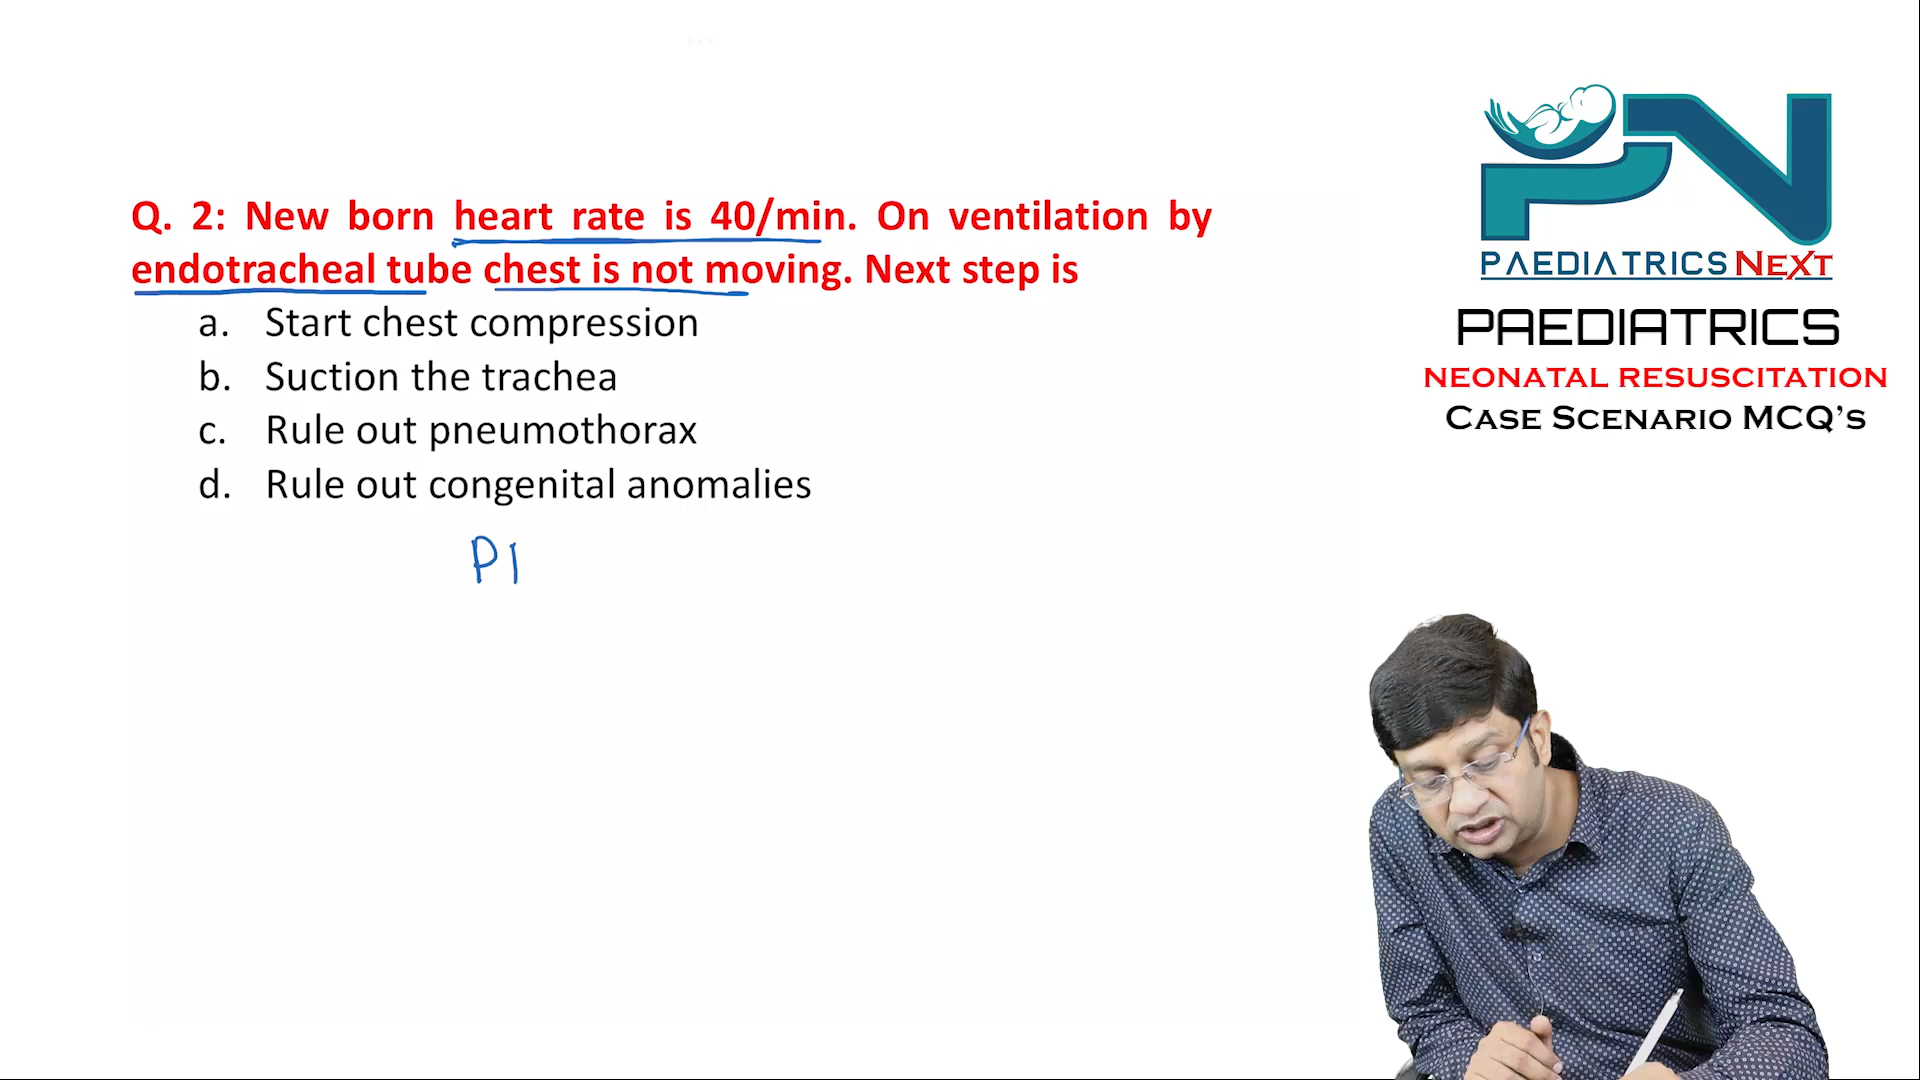 Q. 2: New born heart rate is 40/min. On ventilation by
endotracheal tube chest is not moving. Next step is
a. Start chest compression
b. Suction the trachea
c. Rule out pneumothorax
d. Rule out congenital anomalies
PI
PN
PAEDIATRICS NEXT
PAEDIATRICS
NEONATAL RESUSCITATION
CASE SCENARIO MCQ'S